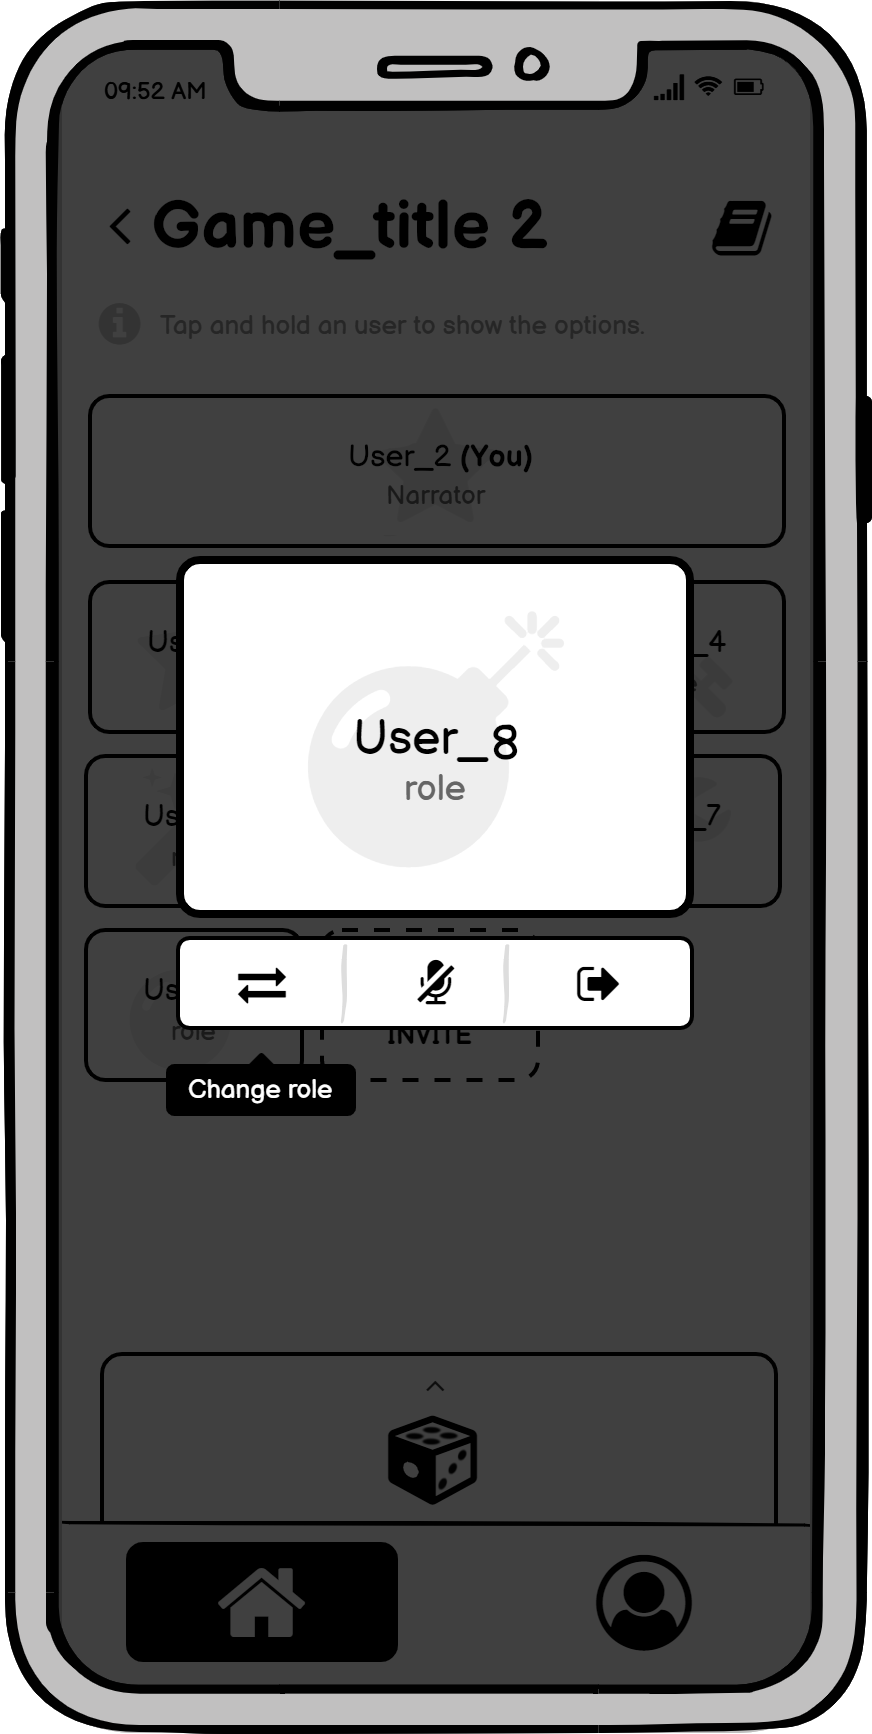 09:52 AM
Game_title 2
Tap and hold an user to show the options.
User_2 (You)
Narrator
Us
_4
User_8
role
Us
_7
Us
role
INVITE
Change role